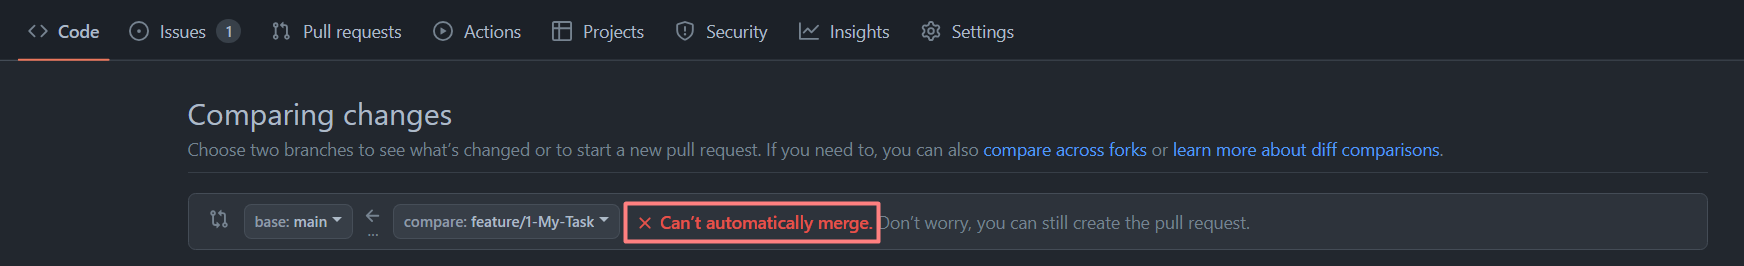 Code Issues 1 Pull requests Actions Projects Security Insights Settings
Comparing changes
Choose two branches to see what's changed or to start a new pull request. If you need to, you can also compare across forks or learn more about diff comparisons.
base: main ... compare: feature/1-My-Task Can't automatically merge. Don't worry, you can still create the pull request.